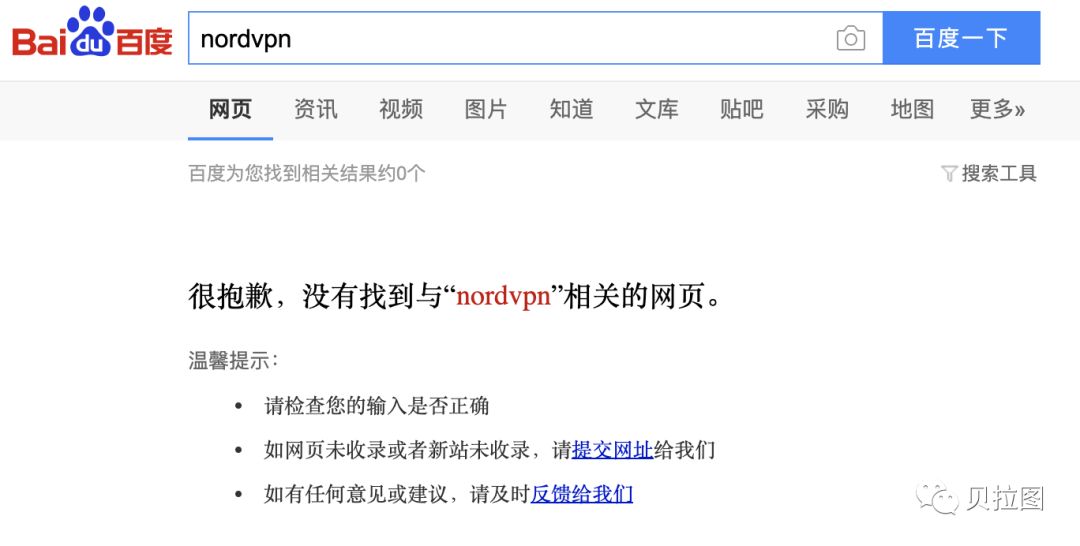 Bai du 百度 nordvpn 百度一下
网页 资讯 视频 图片 知道 文库 贴吧 采购 地图 更多»
百度为您找到相关结果约0个 搜索工具
很抱歉，没有找到与“nordvpn”相关的网页。
温馨提示：
• 请检查您的输入是否正确
• 如网页未收录或者新站未收录，请提交网址给我们
• 如有任何意见或建议，请及时反馈给我们
贝拉图